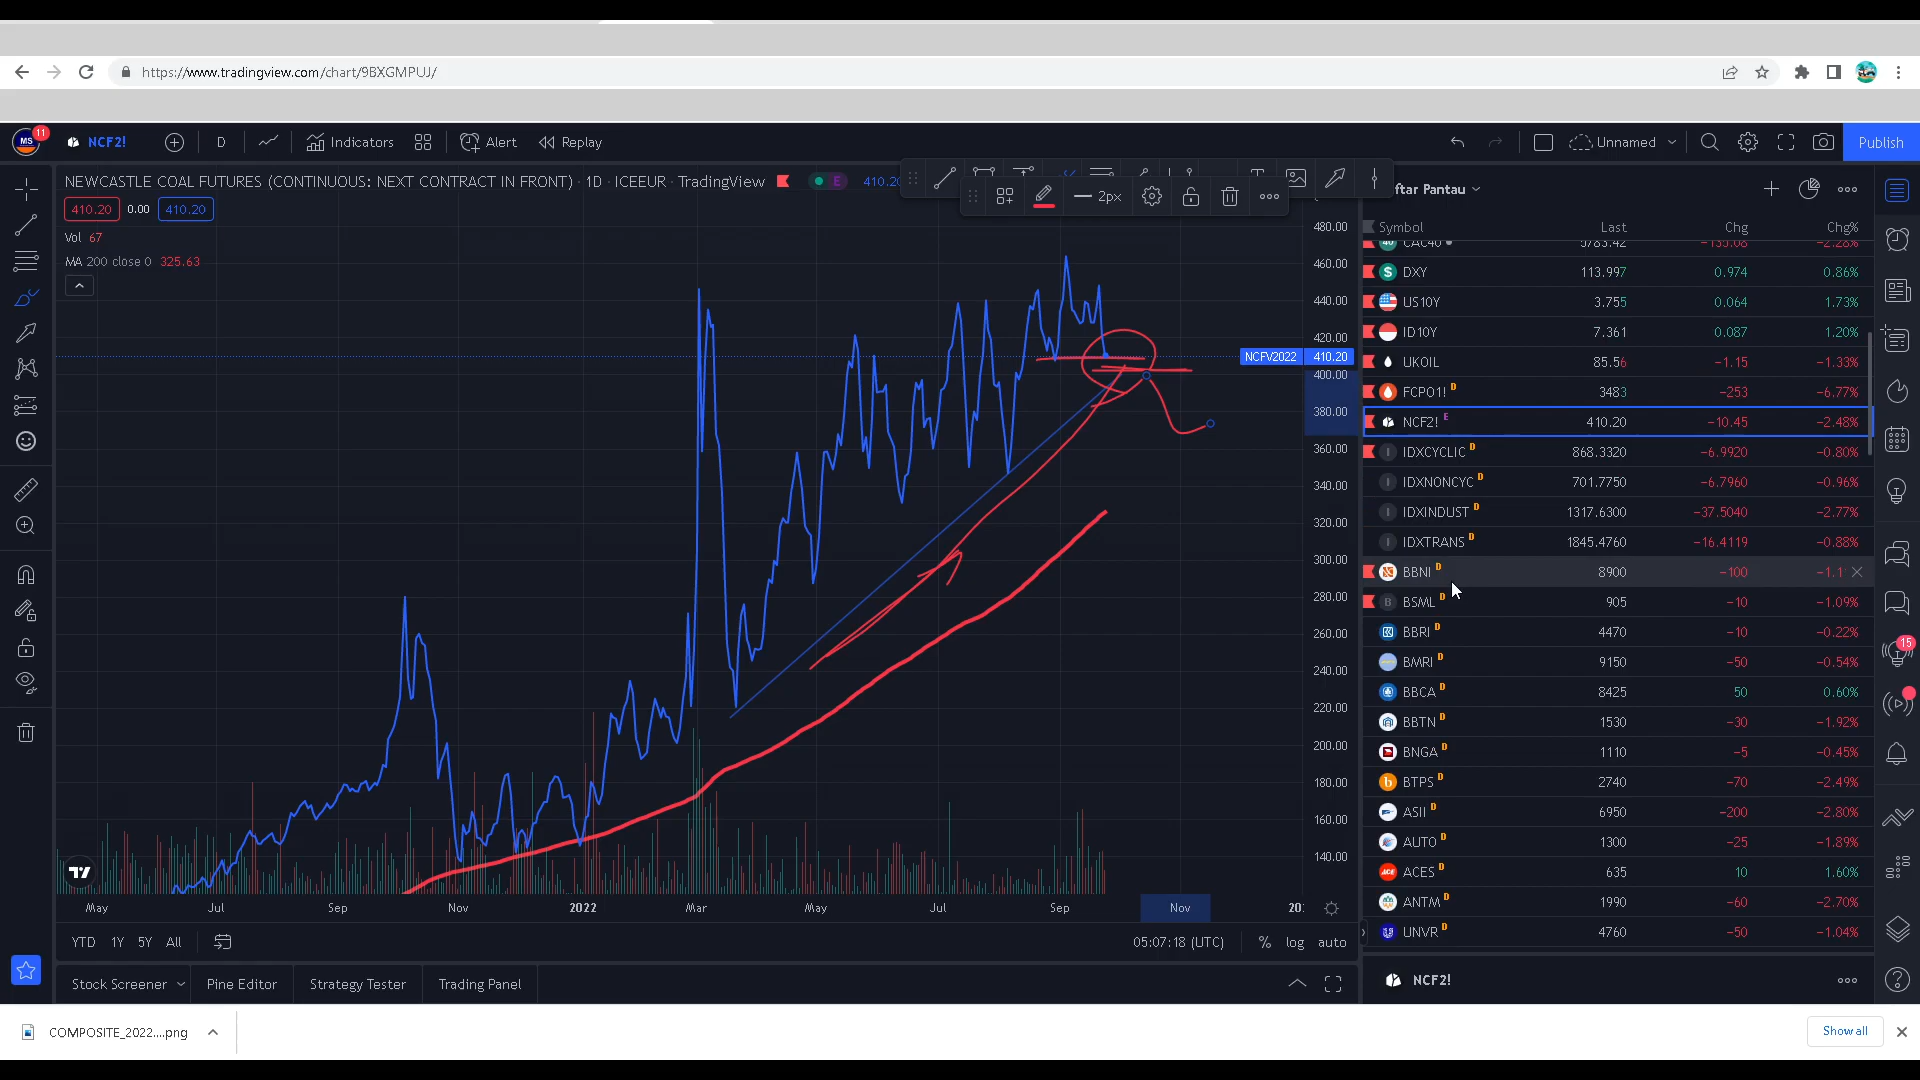 https://www.tradingview.com/chart/9BXGMPUJ/
MS 11 NCF2! D Indicators Alert Replay Unnamed Publish
NEWCASTLE COAL FUTURES (CONTINUOUS: NEXT CONTRACT IN FRONT) · 1D · ICEEUR · TradingView E 410.20
410.20 0.00 410.20
Vol 67
MA 200 close 0 325.63
2px
480.00
460.00
440.00
420.00
NCFV2022 410.20
400.00
380.00
360.00
340.00
320.00
300.00
280.00
260.00
240.00
220.00
200.00
180.00
160.00
140.00
May Jul Sep Nov 2022 Mar May Jul Sep Nov 20:
YTD 1Y 5Y All 05:07:18 (UTC) % log auto
Stock Screener Pine Editor Strategy Tester Trading Panel
ftar Pantau
Symbol Last Chg Chg%
CAC40 5783.42 −135.08 −2.28%
DXY 113.997 0.974 0.86%
US10Y 3.755 0.064 1.73%
ID10Y 7.361 0.087 1.20%
UKOIL 85.56 −1.15 −1.33%
FCPO1! D 3483 −253 −6.77%
NCF2! E 410.20 −10.45 −2.48%
IDXCYCLIC D 868.3320 −6.9920 −0.80%
IDXNONCYC D 701.7750 −6.7960 −0.96%
IDXINDUST D 1317.6300 −37.5040 −2.77%
IDXTRANS D 1845.4760 −16.4119 −0.88%
BBNI D 8900 −100 −1.1
BSML D 905 −10 −1.09%
BBRI D 4470 −10 −0.22%
BMRI D 9150 −50 −0.54%
BBCA D 8425 50 0.60%
BBTN D 1530 −30 −1.92%
BNGA D 1110 −5 −0.45%
BTPS D 2740 −70 −2.49%
ASII D 6950 −200 −2.80%
AUTO D 1300 −25 −1.89%
ACES D 635 10 1.60%
ANTM D 1990 −60 −2.70%
UNVR D 4760 −50 −1.04%
NCF2!
15
COMPOSITE_2022....png
Show all